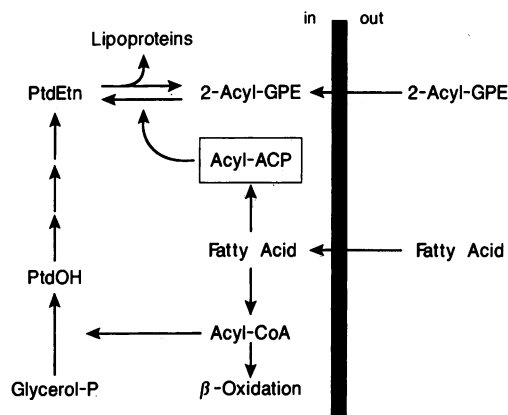 in out
Lipoproteins
PtdEtn 2-Acyl-GPE 2-Acyl-GPE
Acyl-ACP
Fatty Acid Fatty Acid
PtdOH
Acyl-CoA
Glycerol-P β-Oxidation